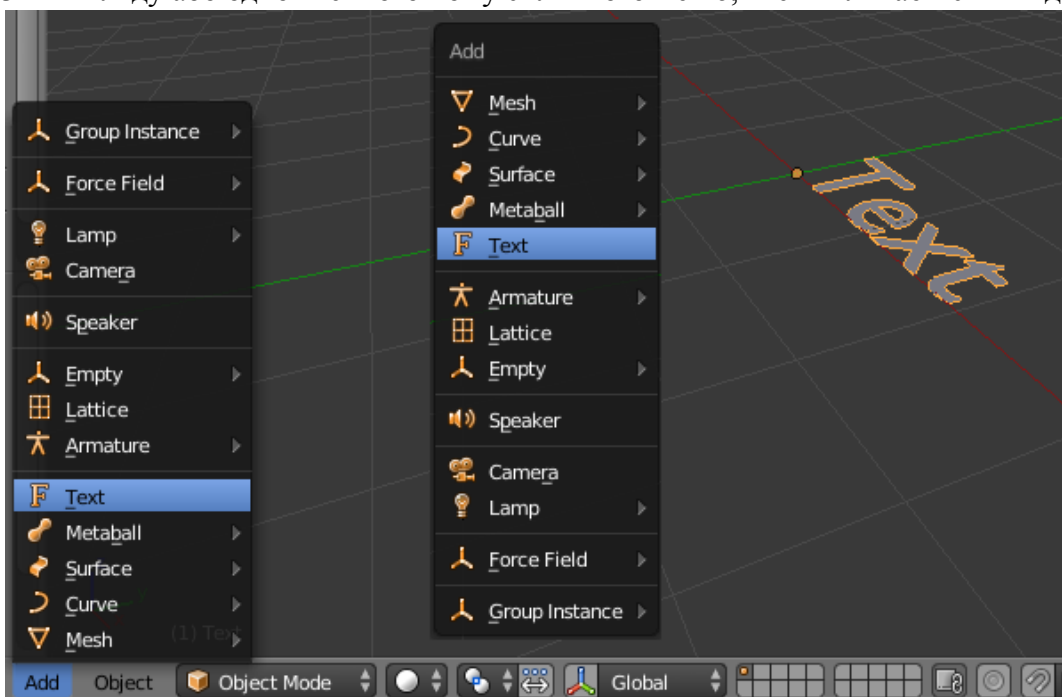 Group Instance
Force Field
Lamp
Camera
Speaker
Empty
Lattice
Armature
Text
Metaball
Surface
Curve
Mesh
(1) Text
Add
Mesh
Curve
Surface
Metaball
Text
Armature
Lattice
Empty
Speaker
Camera
Lamp
Force Field
Group Instance
Text
Add Object Object Mode Global